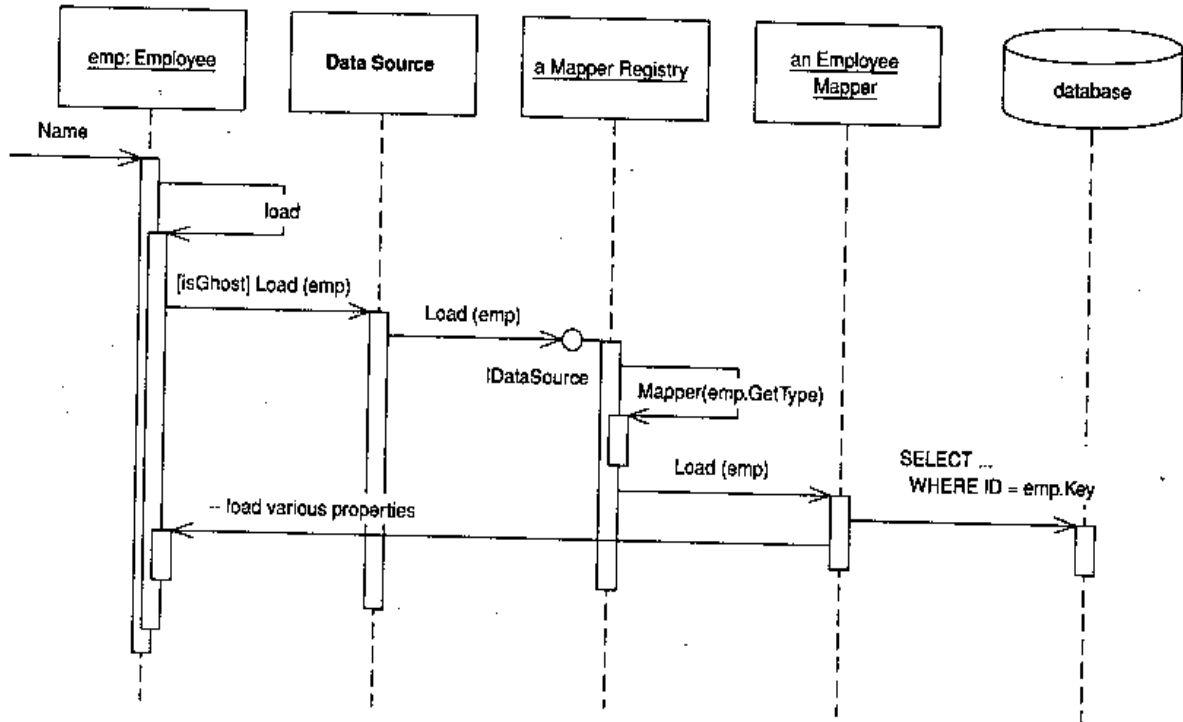 emp: Employee
Data Source
a Mapper Registry
an Employee
Mapper
database
Name
load
[isGhost] Load (emp)
Load (emp)
IDataSource
Mapper(emp.GetType)
Load (emp)
SELECT ...
WHERE ID = emp.Key
-- load various properties